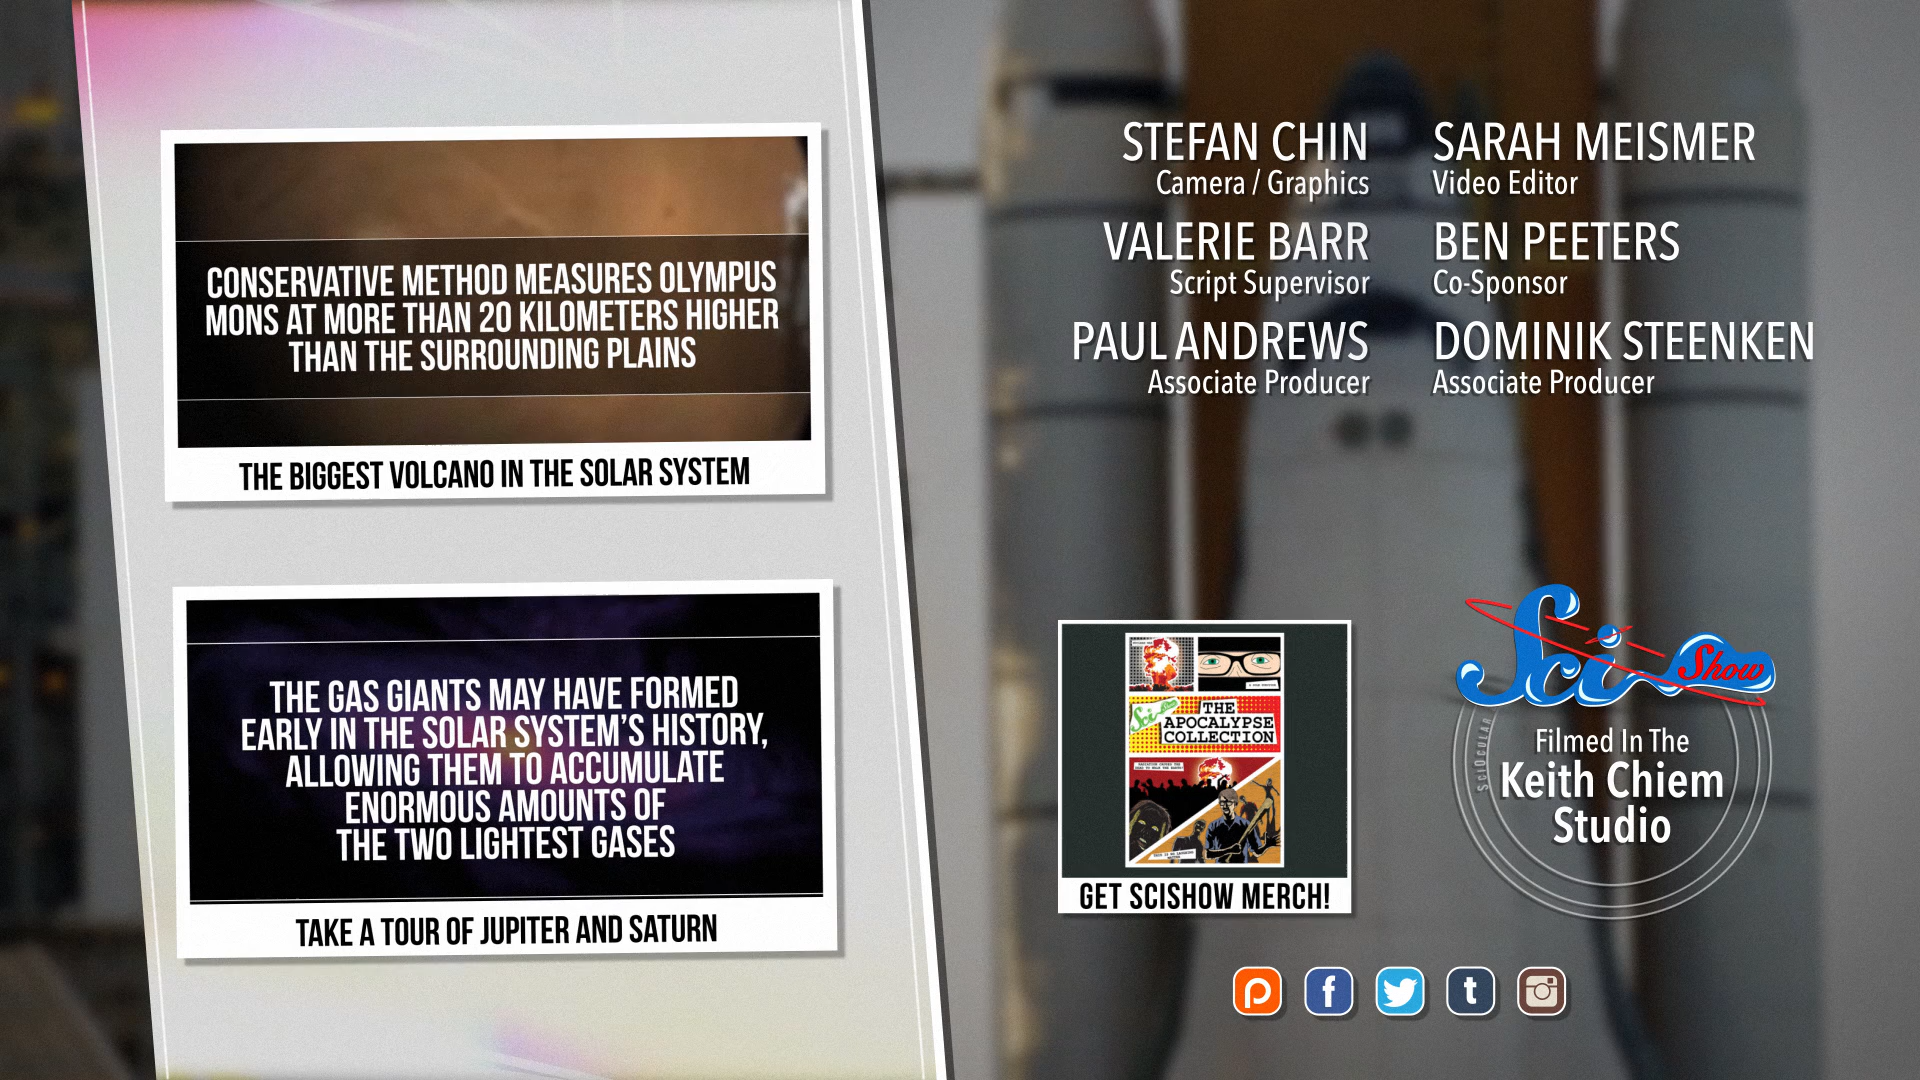 CONSERVATIVE METHOD MEASURES OLYMPUS
MONS AT MORE THAN 20 KILOMETERS HIGHER
THAN THE SURROUNDING PLAINS
THE BIGGEST VOLCANO IN THE SOLAR SYSTEM
THE GAS GIANTS MAY HAVE FORMED
EARLY IN THE SOLAR SYSTEM'S HISTORY,
ALLOWING THEM TO ACCUMULATE
ENORMOUS AMOUNTS OF
THE TWO LIGHTEST GASES
TAKE A TOUR OF JUPITER AND SATURN
STEFAN CHIN
Camera / Graphics
SARAH MEISMER
Video Editor
VALERIE BARR
Script Supervisor
BEN PEETERS
Co-Sponsor
PAUL ANDREWS
Associate Producer
DOMINIK STEENKEN
Associate Producer
Sci
THE
APOCALYPSE
COLLECTION
GET SCISHOW MERCH!
Sci Show
SCIOCULAR
Filmed In The
Keith Chiem
Studio